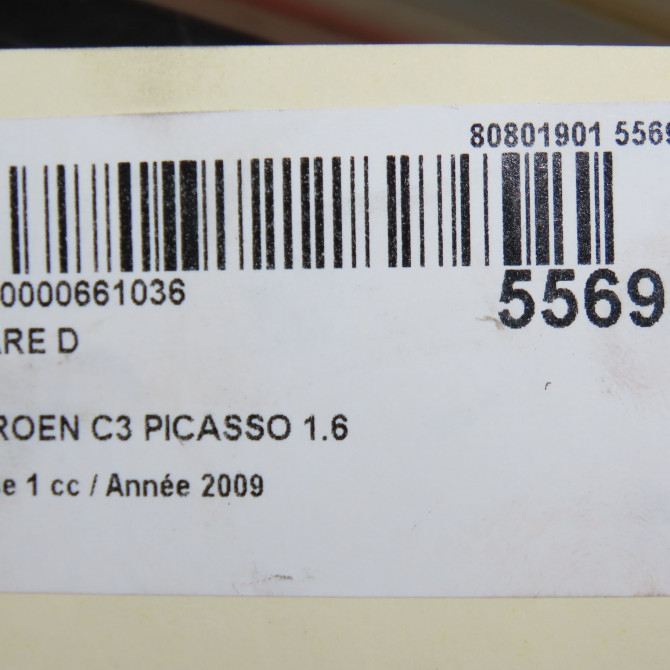 80801901 5569
0000661036
5569
ARE D
ROEN C3 PICASSO 1.6
e 1 cc / Année 2009